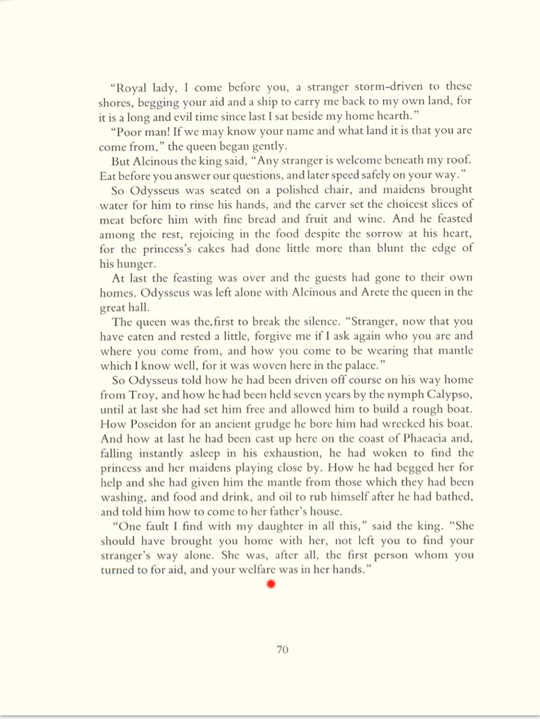 “Royal lady, I come before you, a stranger storm-driven to these
shores, begging your aid and a ship to carry me back to my own land, for
it is a long and evil time since last I sat beside my home hearth.”
“Poor man! If we may know your name and what land it is that you are
come from,” the queen began gently.
But Alcinous the king said, “Any stranger is welcome beneath my roof.
Eat before you answer our questions, and later speed safely on your way.”
So Odysseus was seated on a polished chair, and maidens brought
water for him to rinse his hands, and the carver set the choicest slices of
meat before him with fine bread and fruit and wine. And he feasted
among the rest, rejoicing in the food despite the sorrow at his heart,
for the princess’s cakes had done little more than blunt the edge of
his hunger.
At last the feasting was over and the guests had gone to their own
homes. Odysseus was left alone with Alcinous and Arete the queen in the
great hall.
The queen was the first to break the silence. “Stranger, now that you
have eaten and rested a little, forgive me if I ask again who you are and
where you come from, and how you come to be wearing that mantle
which I know well, for it was woven here in the palace.”
So Odysseus told how he had been driven off course on his way home
from Troy, and how he had been held seven years by the nymph Calypso,
until at last she had set him free and allowed him to build a rough boat.
How Poseidon for an ancient grudge he bore him had wrecked his boat.
And how at last he had been cast up here on the coast of Phaeacia and,
falling instantly asleep in his exhaustion, he had woken to find the
princess and her maidens playing close by. How he had begged her for
help and she had given him the mantle from those which they had been
washing, and food and drink, and oil to rub himself after he had bathed,
and told him how to come to her father’s house.
“One fault I find with my daughter in all this,” said the king. “She
should have brought you home with her, not left you to find your
stranger’s way alone. She was, after all, the first person whom you
turned to for aid, and your welfare was in her hands.”
70